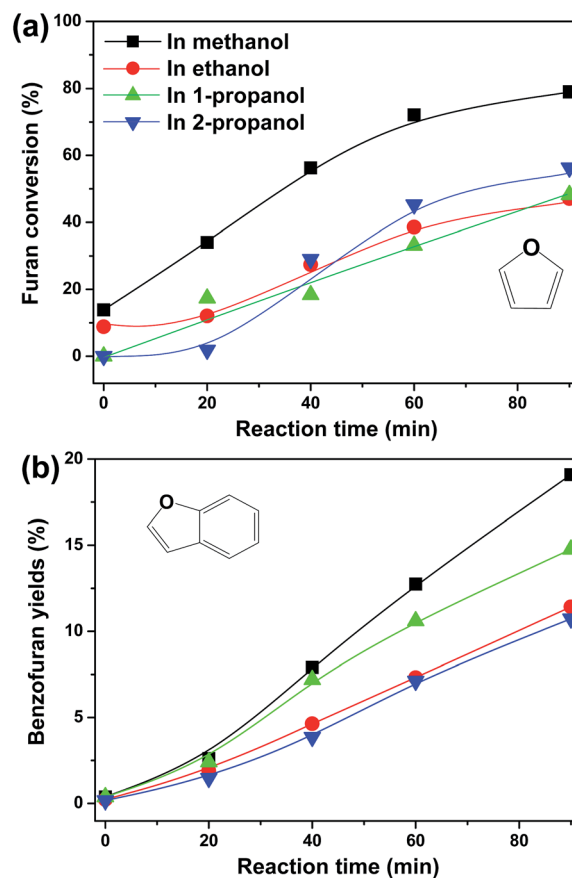 (a)
100
80
60
40
20
0
Furan conversion (%)
In methanol
In ethanol
In 1-propanol
In 2-propanol
O
0 20 40 60 80
Reaction time (min)
(b)
20
15
10
5
0
Benzofuran yields (%)
O
0 20 40 60 80
Reaction time (min)